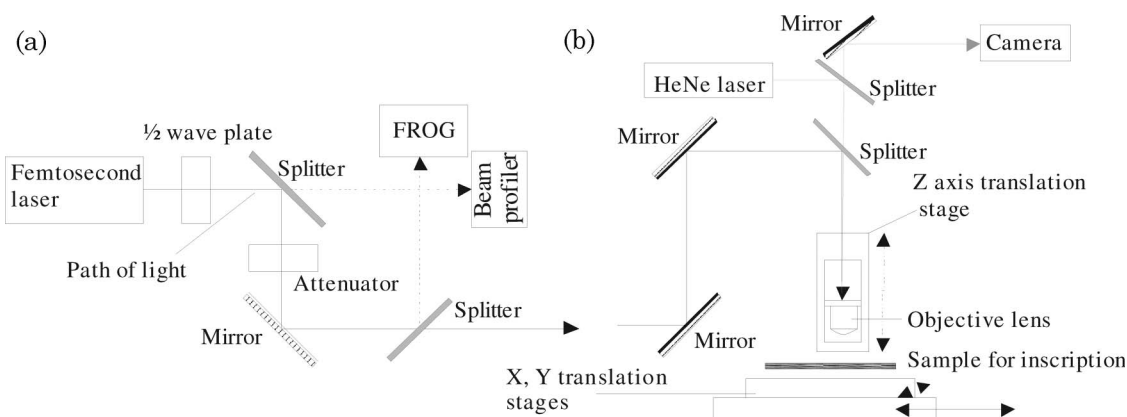 (a)
½ wave plate
Femtosecond
laser
Splitter
FROG
Beam
profiler
Path of light
Attenuator
Mirror
Splitter
(b)
Mirror
Camera
HeNe laser
Splitter
Mirror
Splitter
Z axis translation
stage
Objective lens
Mirror
Sample for inscription
X, Y translation
stages